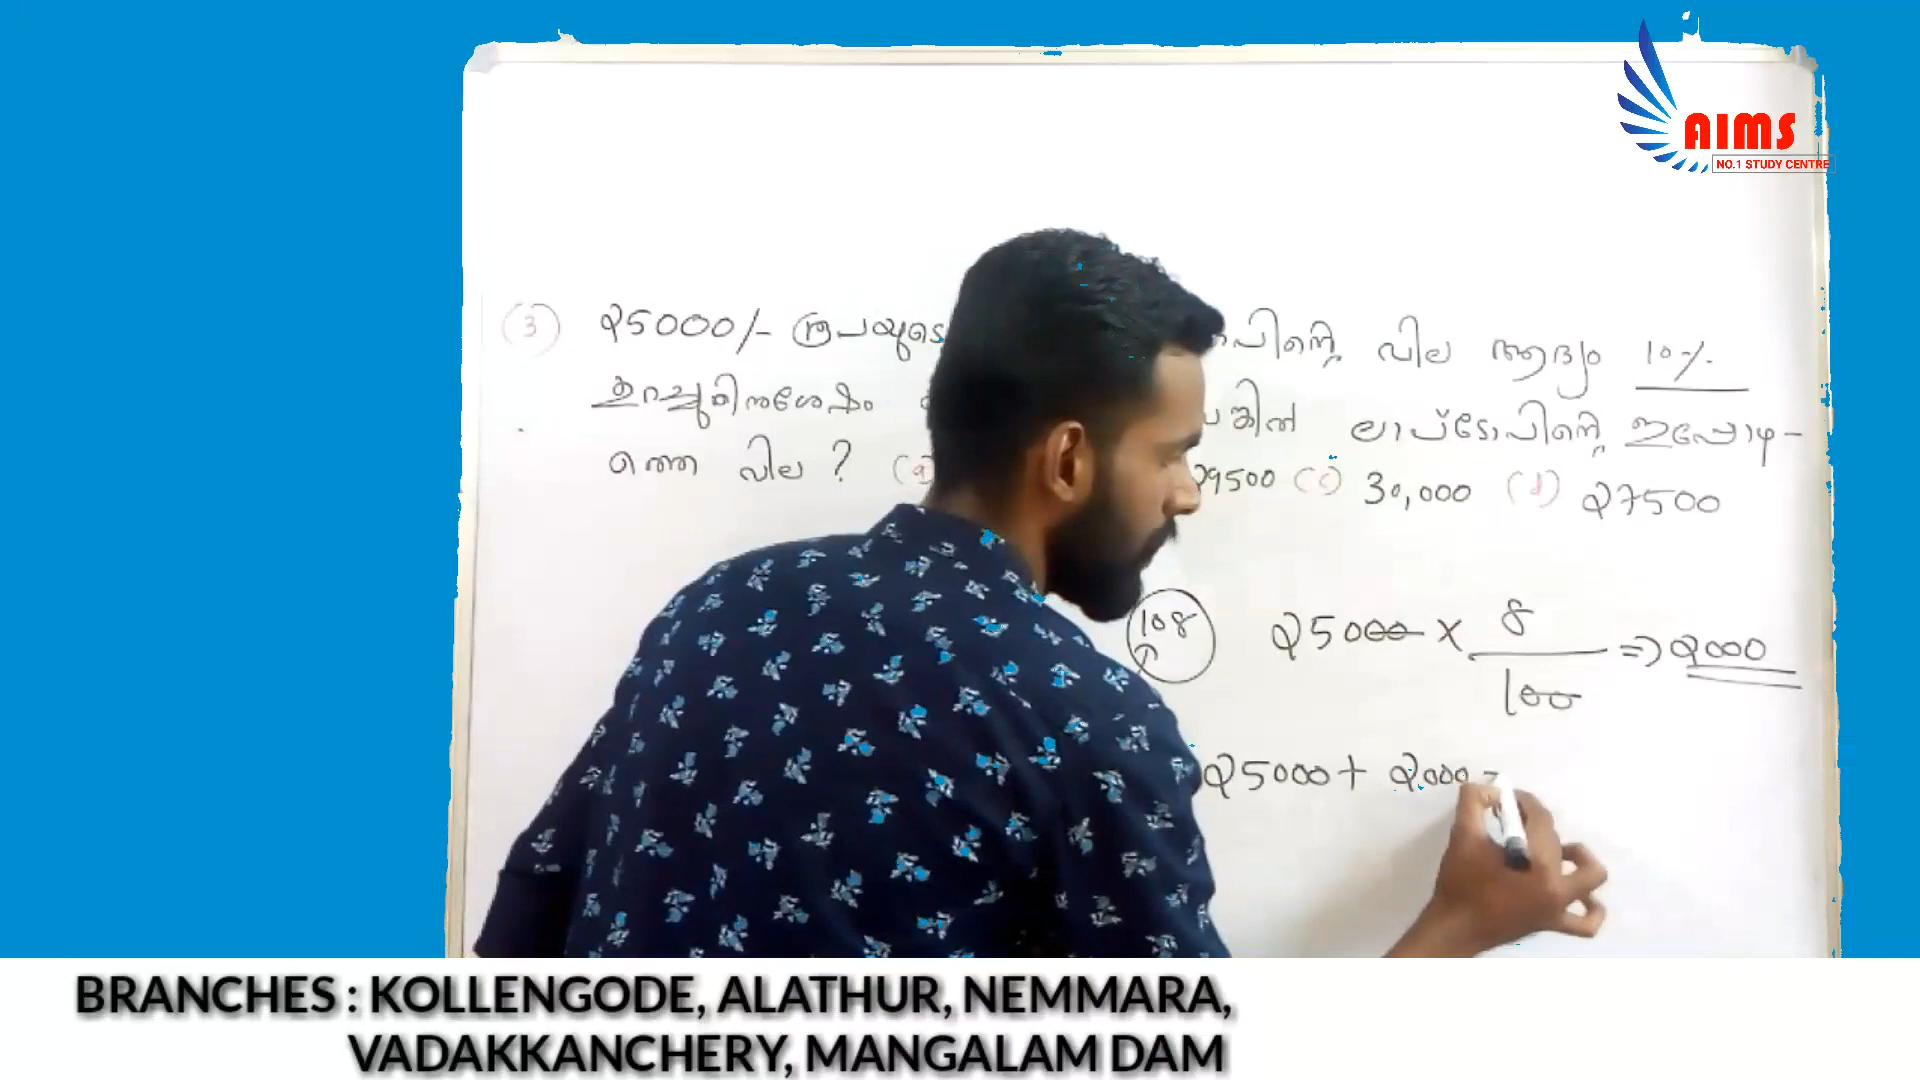 AIMS
NO.1 STUDY CENTRE
(3) 25000/- രൂപയുടെ പിന്റെ വില ആദ്യം 10%
കുറച്ചതിനുശേഷം ലാപ്ടോപിന്റെ ഇപ്പോഴ-
ത്തെ വില ? (a) 29500 (c) 30,000 (d) 27500
108 25000 x 8/100 => 2000
25000 + 2000 =
BRANCHES : KOLLENGODE, ALATHUR, NEMMARA,
VADAKKANCHERY, MANGALAM DAM